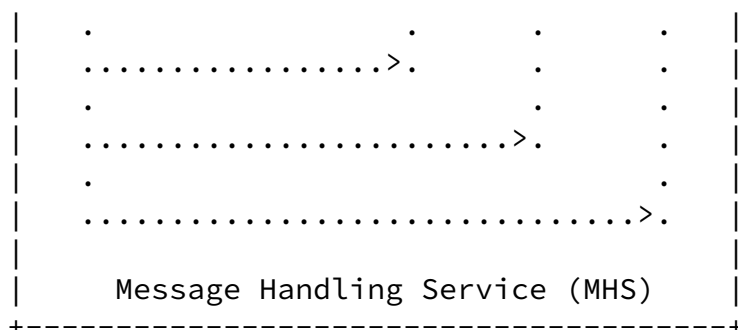 |    .                    .       .       .    |
|    ...................>.       .       .    |
|    .                            .       .    |
|    ...........................>.       .    |
|    .                                    .    |
|    ...................................>.    |
|                                              |
|      Message Handling Service (MHS)     |
+----------------------------------------------+